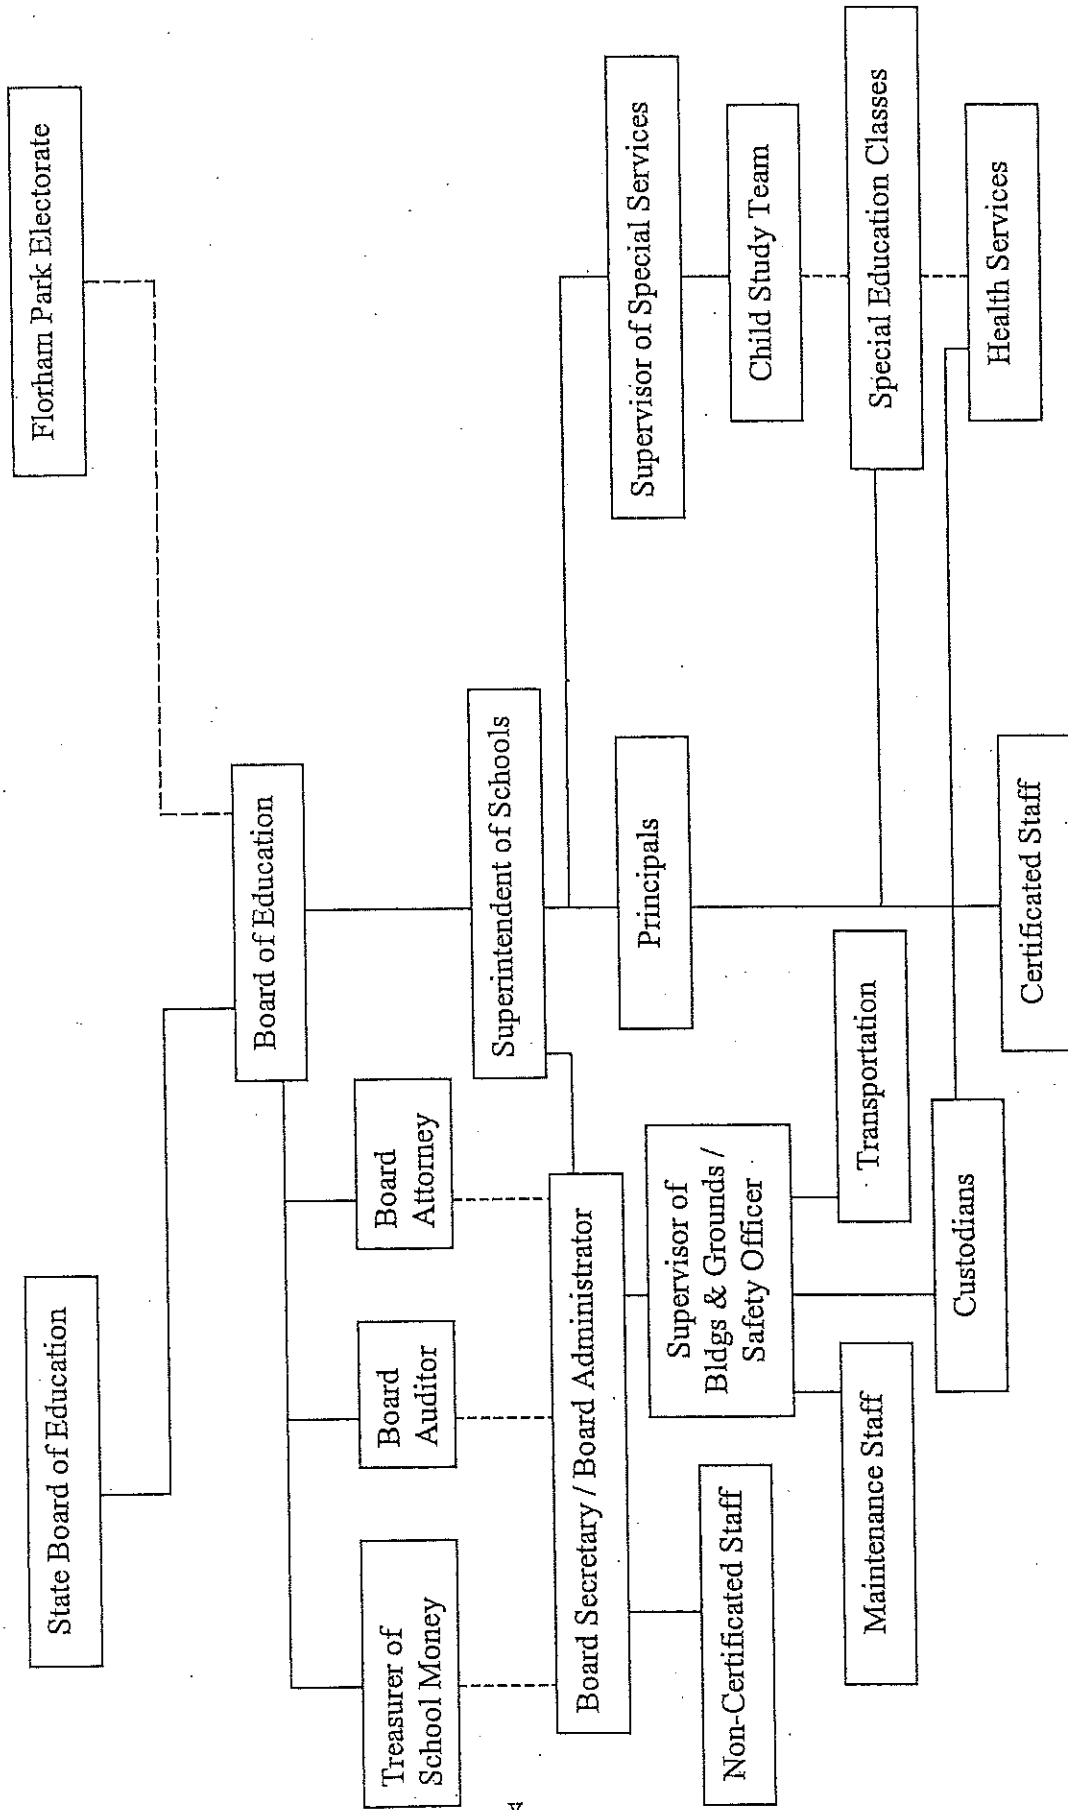 State Board of Education
Florham Park Electorate
Board of Education
Treasurer of
School Money
Board
Auditor
Board
Attorney
Superintendent of Schools
Board Secretary / Board Administrator
Principals
Supervisor of Special Services
Non-Certificated Staff
Supervisor of
Bldgs & Grounds /
Safety Officer
Child Study Team
Maintenance Staff
Transportation
Special Education Classes
Custodians
Certificated Staff
Health Services